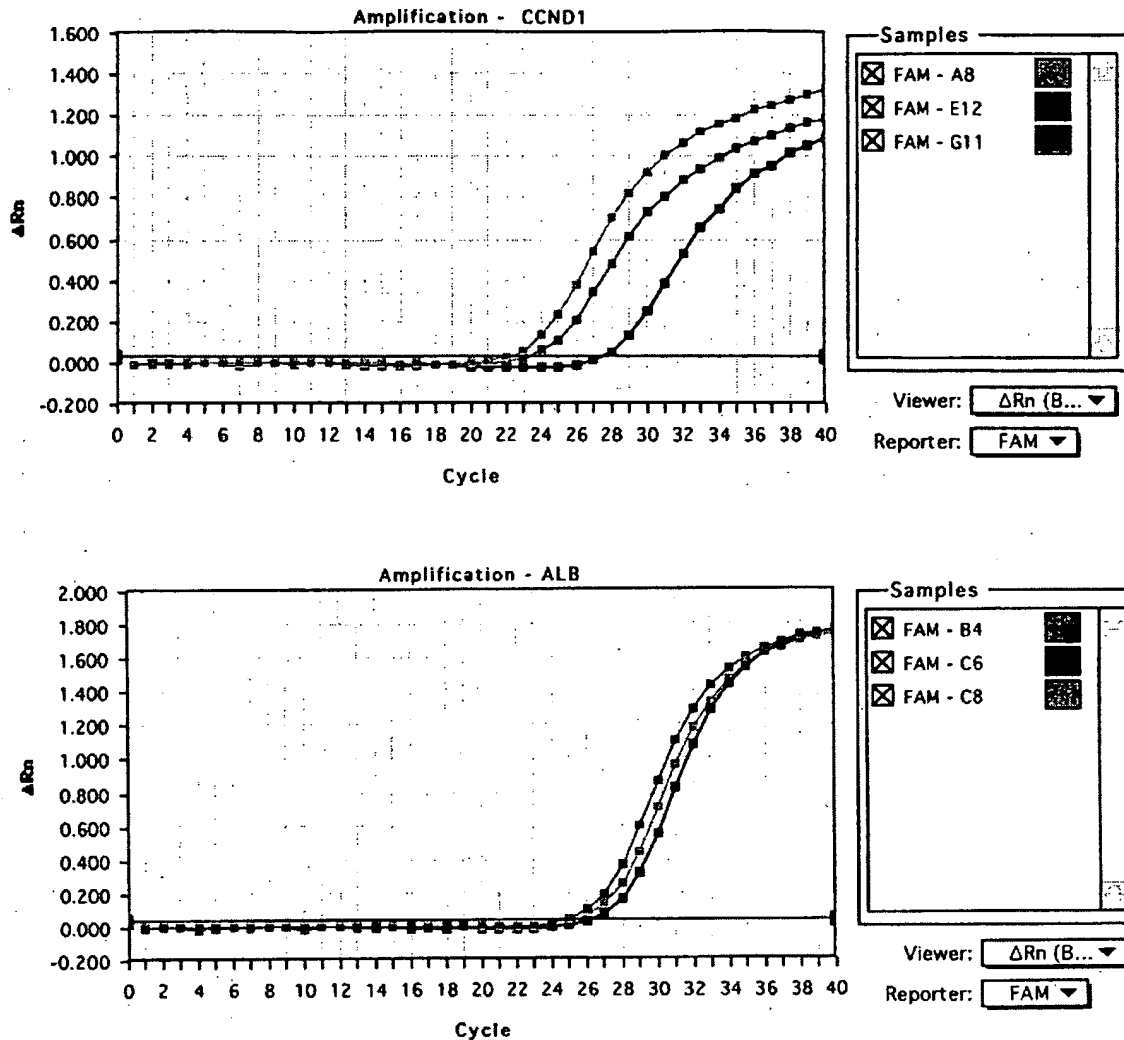 Amplification - CCND1
1.600
1.400
1.200
1.000
0.800
0.600
0.400
0.200
0.000
-0.200
ΔRn
0 2 4 6 8 10 12 14 16 18 20 22 24 26 28 30 32 34 36 38 40
Cycle
Samples
FAM - A8
FAM - E12
FAM - G11
Viewer: ΔRn (B...
Reporter: FAM
Amplification - ALB
2.000
1.800
1.600
1.400
1.200
1.000
0.800
0.600
0.400
0.200
0.000
-0.200
ΔRn
0 2 4 6 8 10 12 14 16 18 20 22 24 26 28 30 32 34 36 38 40
Cycle
Samples
FAM - B4
FAM - C6
FAM - C8
Viewer: ΔRn (B...
Reporter: FAM